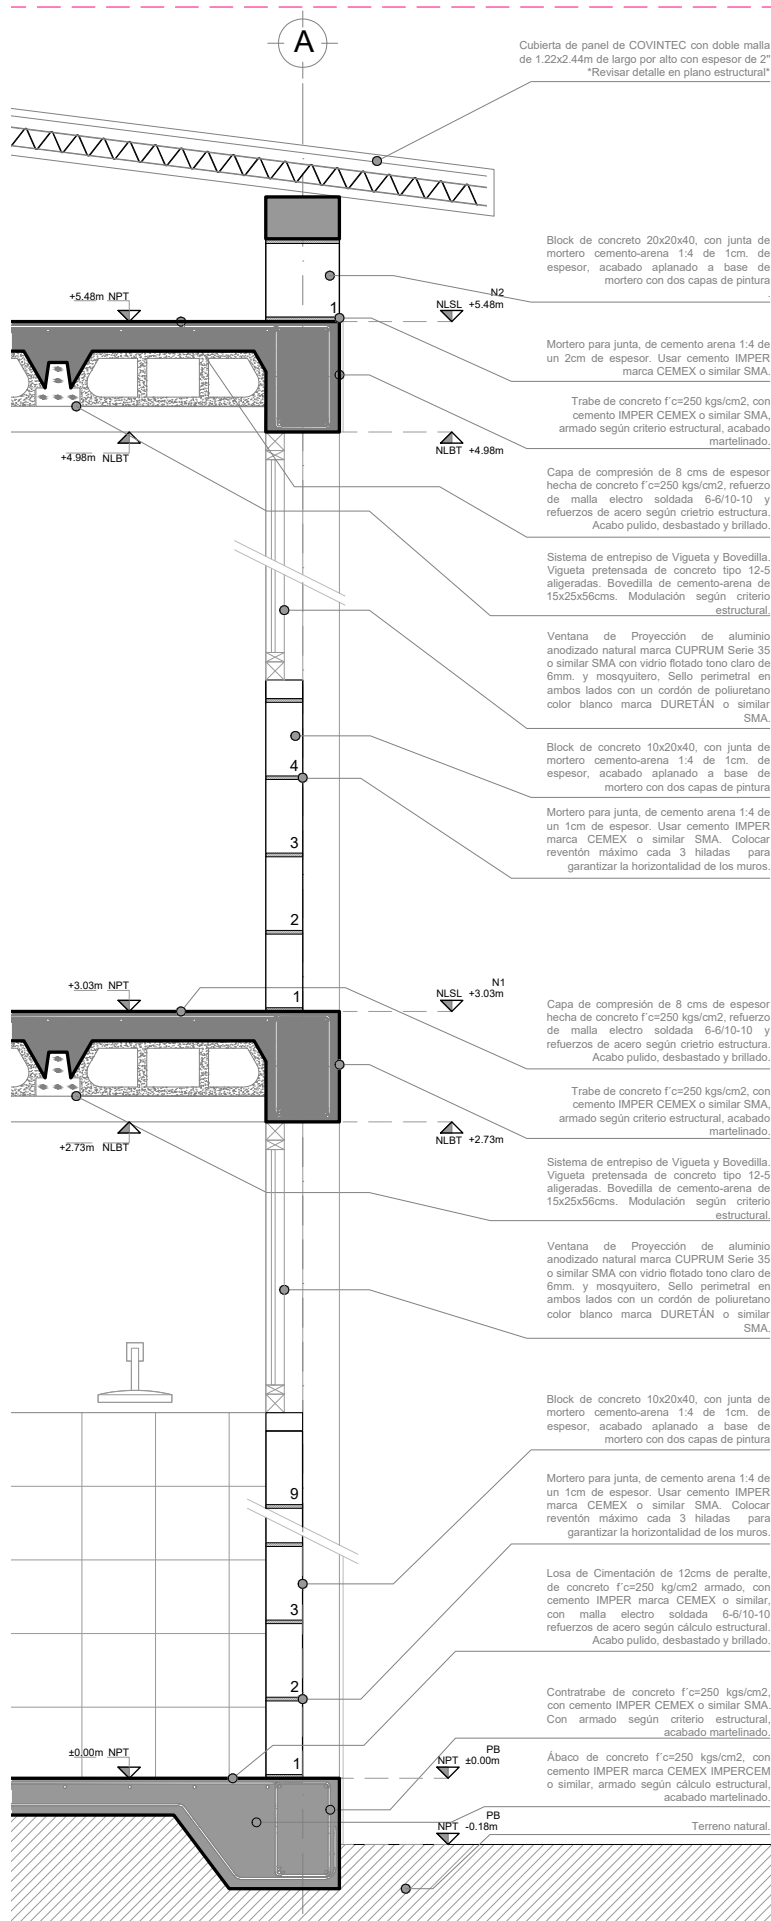 A
Cubierta de panel de COVINTEC con doble malla
de 1.22x2.44m de largo por alto con espesor de 2"
*Revisar detalle en plano estructural*
Block de concreto 20x20x40, con junta de
mortero cemento-arena 1:4 de 1cm. de
espesor, acabado aplanado a base de
mortero con dos capas de pintura
.
+5.48m NPT
N2
NLSL +5.48m
1
Mortero para junta, de cemento arena 1:4 de
un 2cm de espesor. Usar cemento IMPER
marca CEMEX o similar SMA.
Trabe de concreto f´c=250 kgs/cm2, con
cemento IMPER CEMEX o similar SMA,
armado según criterio estructural, acabado
martelinado.
+4.98m NLBT
NLBT +4.98m
Capa de compresión de 8 cms de espesor
hecha de concreto f´c=250 kgs/cm2, refuerzo
de malla electro soldada 6-6/10-10 y
refuerzos de acero según crietrio estructura.
Acabo pulido, desbastado y brillado.
Sistema de entrepiso de Vigueta y Bovedilla.
Vigueta pretensada de concreto tipo 12-5
aligeradas. Bovedilla de cemento-arena de
15x25x56cms. Modulación según criterio
estructural.
Ventana de Proyección de aluminio
anodizado natural marca CUPRUM Serie 35
o similar SMA con vidrio flotado tono claro de
6mm. y mosqyuitero, Sello perimetral en
ambos lados con un cordón de poliuretano
color blanco marca DURETÁN o similar
SMA.
Block de concreto 10x20x40, con junta de
mortero cemento-arena 1:4 de 1cm. de
espesor, acabado aplanado a base de
mortero con dos capas de pintura
4
Mortero para junta, de cemento arena 1:4 de
un 1cm de espesor. Usar cemento IMPER
marca CEMEX o similar SMA. Colocar
reventón máximo cada 3 hiladas para
garantizar la horizontalidad de los muros.
3
2
1
+3.03m NPT
N1
NLSL +3.03m
Capa de compresión de 8 cms de espesor
hecha de concreto f´c=250 kgs/cm2, refuerzo
de malla electro soldada 6-6/10-10 y
refuerzos de acero según crietrio estructura.
Acabo pulido, desbastado y brillado.
Trabe de concreto f´c=250 kgs/cm2, con
cemento IMPER CEMEX o similar SMA,
armado según criterio estructural, acabado
martelinado.
+2.73m NLBT
NLBT +2.73m
Sistema de entrepiso de Vigueta y Bovedilla.
Vigueta pretensada de concreto tipo 12-5
aligeradas. Bovedilla de cemento-arena de
15x25x56cms. Modulación según criterio
estructural.
Ventana de Proyección de aluminio
anodizado natural marca CUPRUM Serie 35
o similar SMA con vidrio flotado tono claro de
6mm. y mosqyuitero, Sello perimetral en
ambos lados con un cordón de poliuretano
color blanco marca DURETÁN o similar
SMA.
Block de concreto 10x20x40, con junta de
mortero cemento-arena 1:4 de 1cm. de
espesor, acabado aplanado a base de
mortero con dos capas de pintura
9
Mortero para junta, de cemento arena 1:4 de
un 1cm de espesor. Usar cemento IMPER
marca CEMEX o similar SMA. Colocar
reventón máximo cada 3 hiladas para
garantizar la horizontalidad de los muros.
3
Losa de Cimentación de 12cms de peralte,
de concreto f´c=250 kg/cm2 armado, con
cemento IMPER marca CEMEX o similar,
con malla electro soldada 6-6/10-10
refuerzos de acero según cálculo estructural.
Acabo pulido, desbastado y brillado.
2
Contratrabe de concreto f´c=250 kgs/cm2,
con cemento IMPER CEMEX o similar SMA.
Con armado según criterio estructural,
acabado martelinado.
1
±0.00m NPT
PB
NPT ±0.00m
Ábaco de concreto f´c=250 kgs/cm2, con
cemento IMPER marca CEMEX IMPERCEM
o similar, armado según cálculo estructural,
acabado martelinado.
PB
NPT -0.18m
Terreno natural.